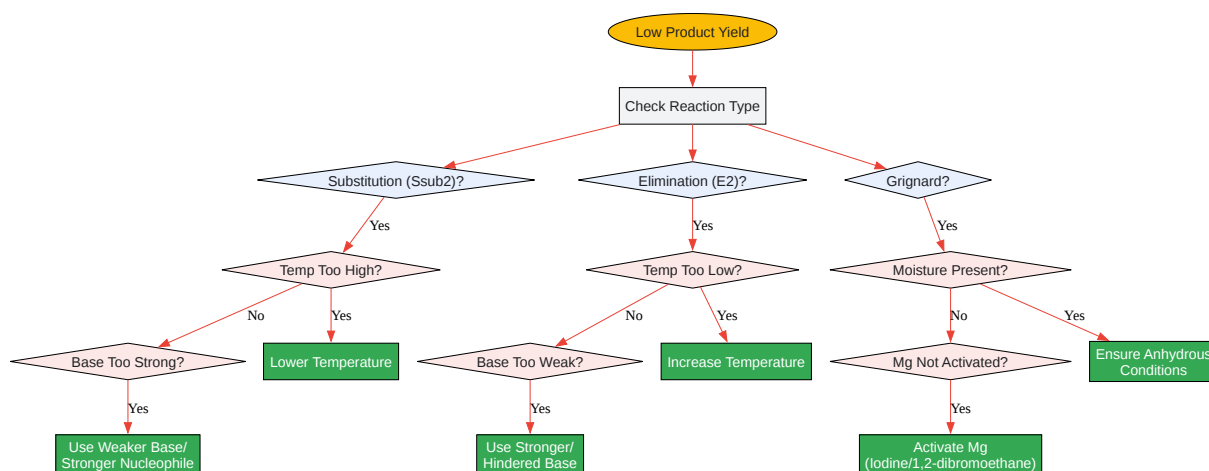 Low Product Yield
Check Reaction Type
Substitution (Ssub2)?
Elimination (E2)?
Grignard?
Yes
Yes
Yes
Temp Too High?
Temp Too Low?
Moisture Present?
No
Yes
No
Yes
No
Yes
Base Too Strong?
Lower Temperature
Base Too Weak?
Increase Temperature
Mg Not Activated?
Ensure Anhydrous
Conditions
Yes
Yes
Yes
Use Weaker Base/
Stronger Nucleophile
Use Stronger/
Hindered Base
Activate Mg
(Iodine/1,2-dibromoethane)